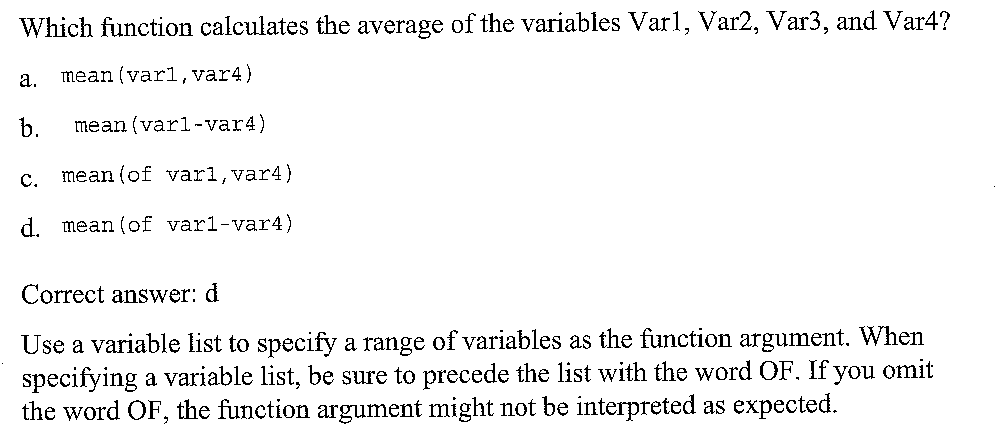 Which function calculates the average of the variables Var1, Var2, Var3, and Var4?
a. mean(var1,var4)
b. mean(var1-var4)
c. mean(of var1,var4)
d. mean(of var1-var4)
Correct answer: d
Use a variable list to specify a range of variables as the function argument. When
specifying a variable list, be sure to precede the list with the word OF. If you omit
the word OF, the function argument might not be interpreted as expected.